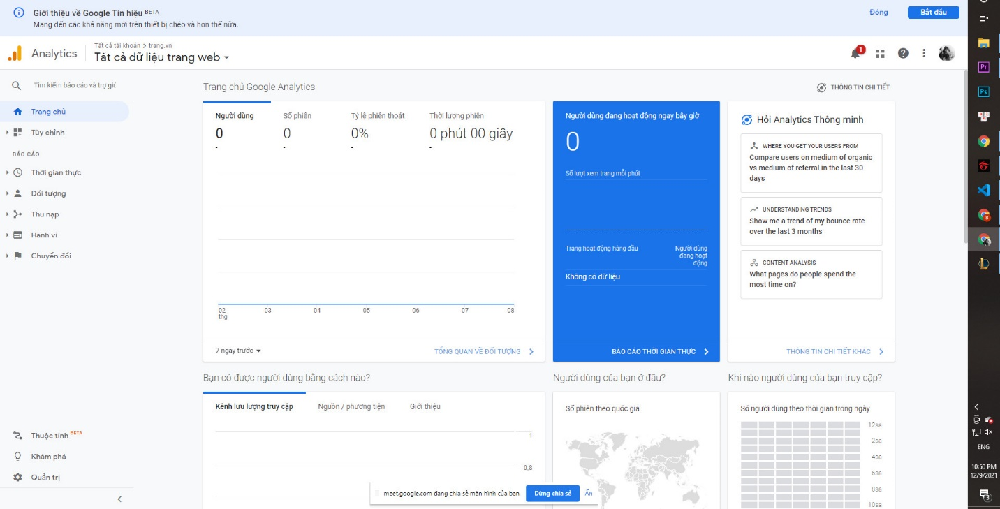 Giới thiệu về Google Tín hiệu BETA
Mang đến các khả năng mới trên thiết bị chéo và hơn thế nữa.
Đóng
Bắt đầu
Analytics
Tất cả tài khoản > trang.vn
Tất cả dữ liệu trang web
1
Tìm kiếm báo cáo và trợ giú
Trang chủ
Tùy chỉnh
BÁO CÁO
Thời gian thực
Đối tượng
Thu nạp
Hành vi
Chuyển đổi
Thuộc tính BETA
Khám phá
Quản trị
Trang chủ Google Analytics
THÔNG TIN CHI TIẾT
Người dùng
Số phiên
Tỷ lệ phiên thoát
Thời lượng phiên
0
0
0%
0 phút 00 giây
-
-
-
-
02
03
04
05
06
07
08
thg
7 ngày trước
TỔNG QUAN VỀ ĐỐI TƯỢNG
Người dùng đang hoạt động ngay bây giờ
0
Số lượt xem trang mỗi phút
Trang hoạt động hàng đầu
Người dùng
đang hoạt
động
Không có dữ liệu
BÁO CÁO THỜI GIAN THỰC
Hỏi Analytics Thông minh
WHERE YOU GET YOUR USERS FROM
Compare users on medium of organic
vs medium of referral in the last 30
days
UNDERSTANDING TRENDS
Show me a trend of my bounce rate
over the last 3 months
CONTENT ANALYSIS
What pages do people spend the
most time on?
THÔNG TIN CHI TIẾT KHÁC
Bạn có được người dùng bằng cách nào?
Kênh lưu lượng truy cập
Nguồn / phương tiện
Giới thiệu
1
0,8
Người dùng của bạn ở đâu?
Số phiên theo quốc gia
Khi nào người dùng của bạn truy cập?
Số người dùng theo thời gian trong ngày
12sa
2sa
4sa
6sa
8sa
10sa
meet.google.com đang chia sẻ màn hình của bạn.
Dừng chia sẻ
Ẩn
Pr
Ps
8
ENG
10:50 PM
12/9/2021
3